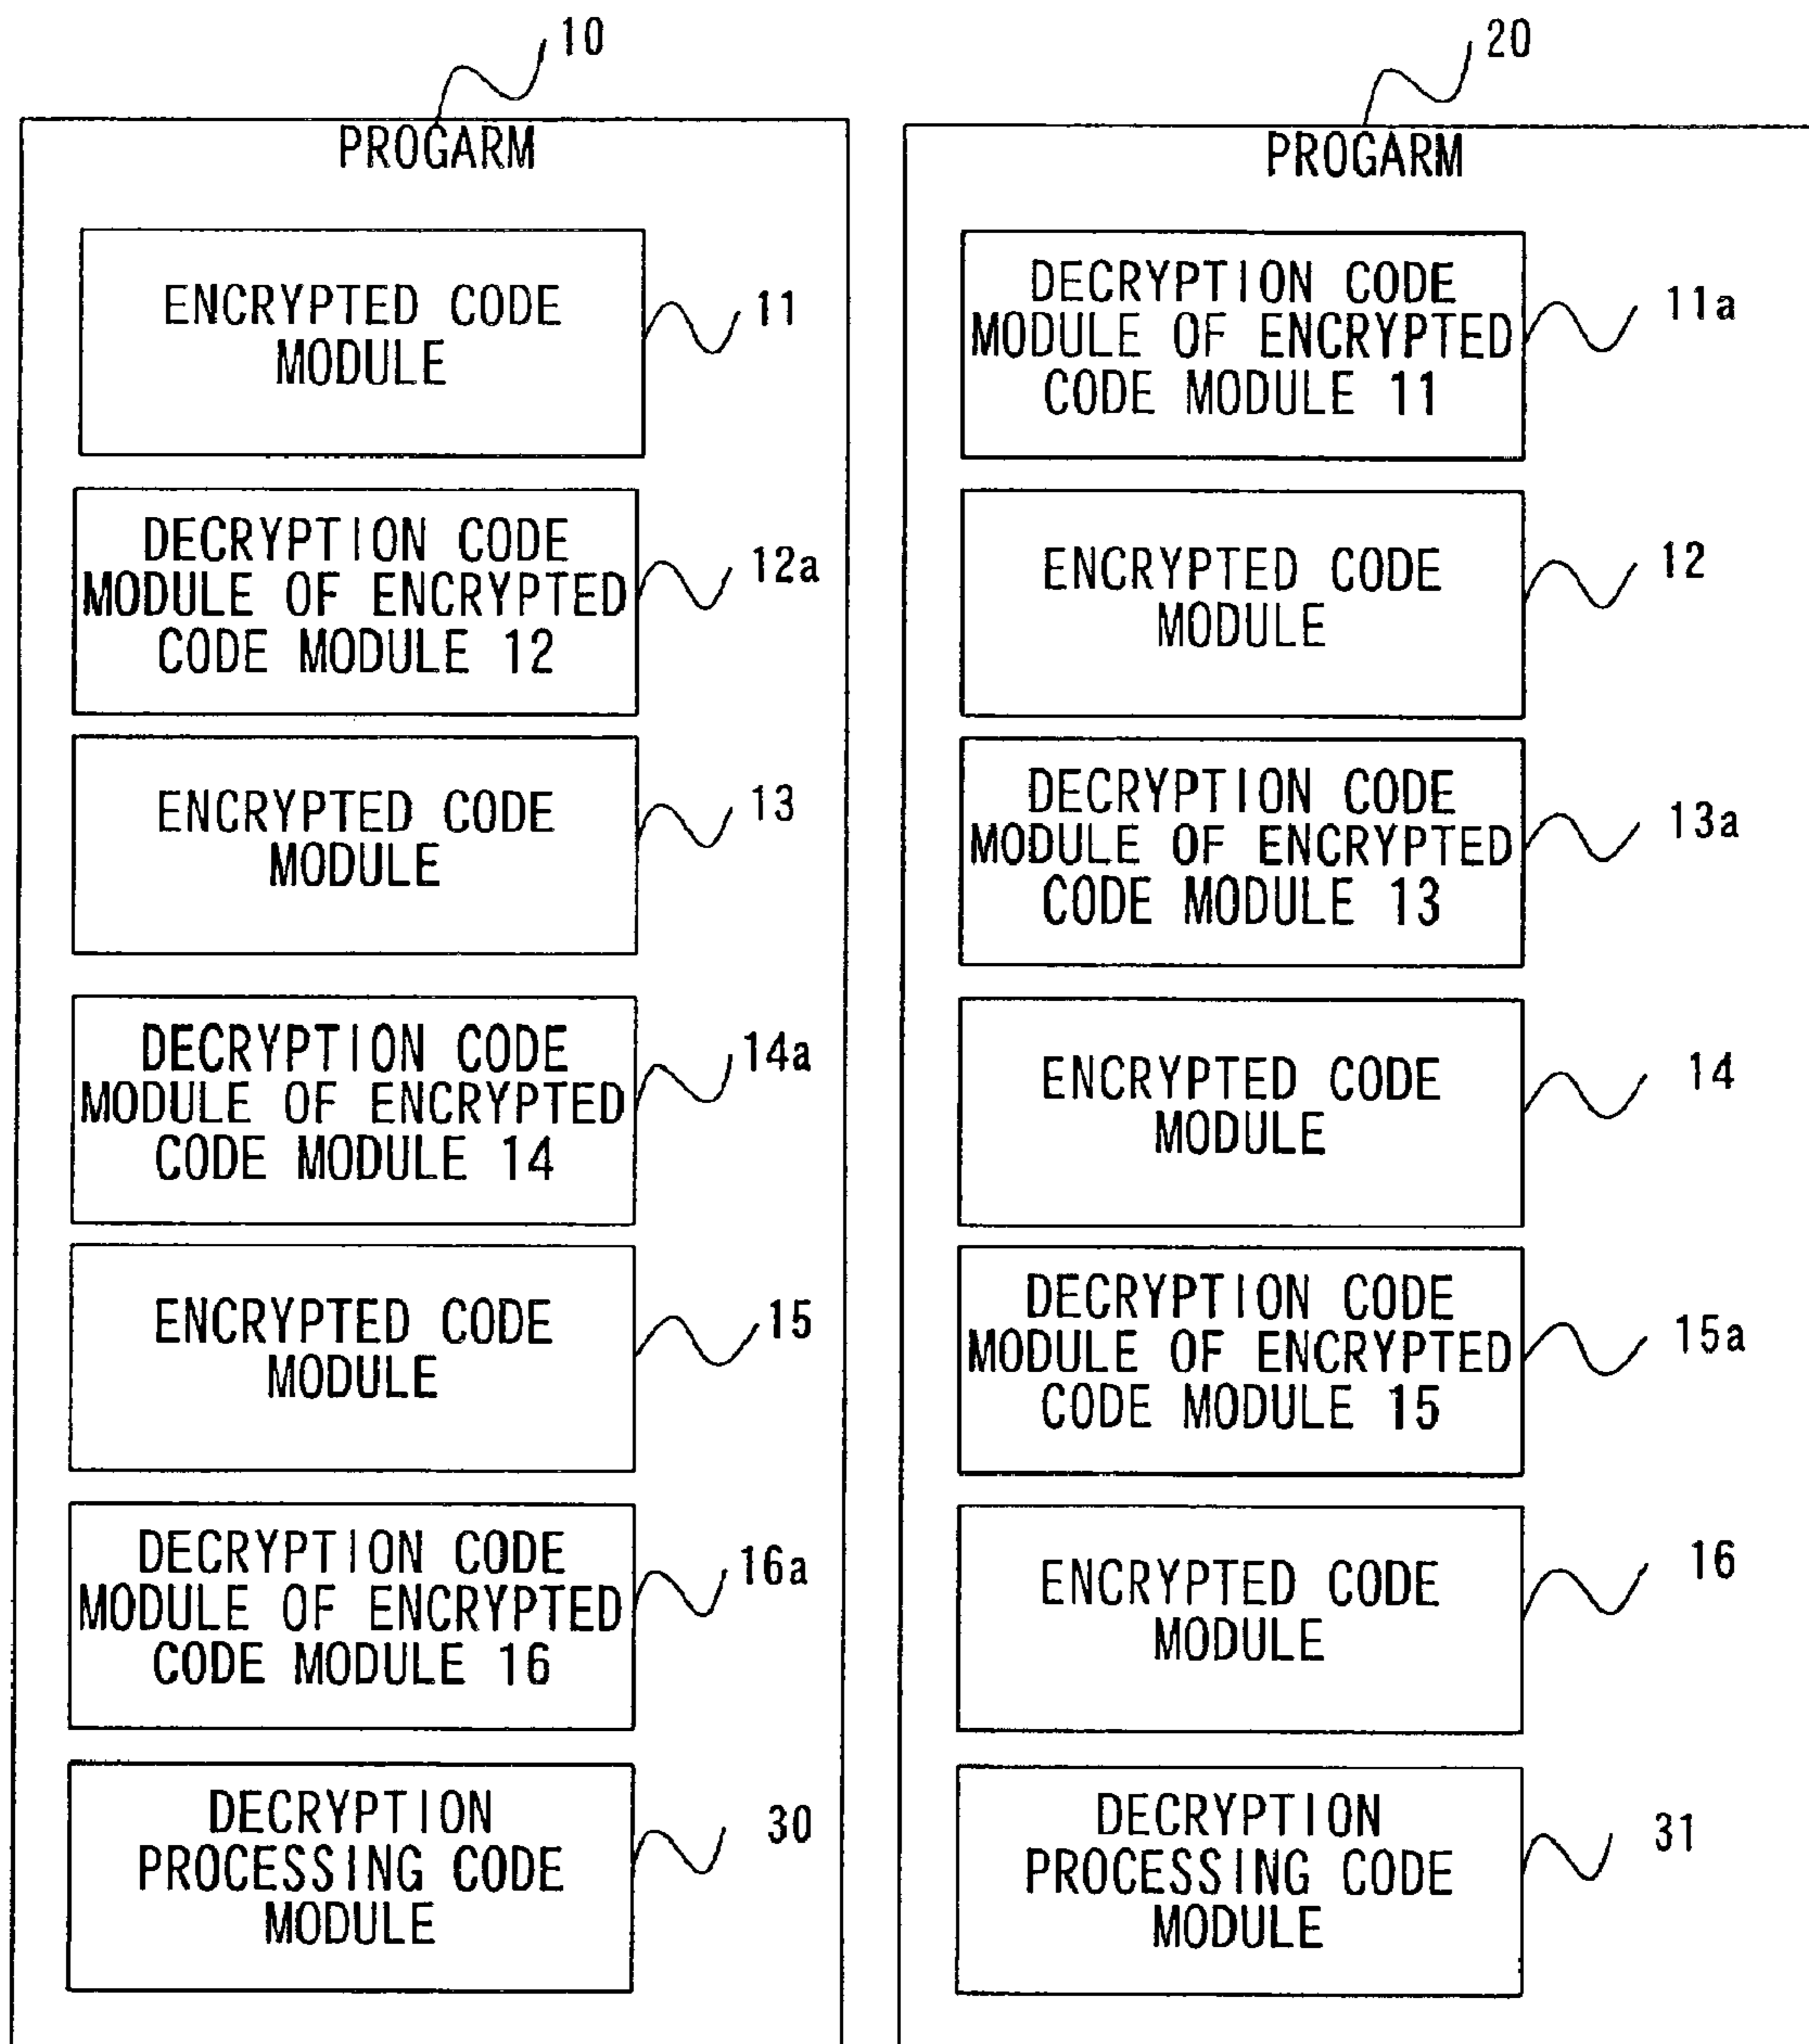 10
PROGARM
ENCRYPTED CODE
MODULE
11
DECRYPTION CODE
MODULE OF ENCRYPTED
CODE MODULE 12
12a
ENCRYPTED CODE
MODULE
13
DECRYPTION CODE
MODULE OF ENCRYPTED
CODE MODULE 14
14a
ENCRYPTED CODE
MODULE
15
DECRYPTION CODE
MODULE OF ENCRYPTED
CODE MODULE 16
16a
DECRYPTION
PROCESSING CODE
MODULE
30
20
PROGARM
DECRYPTION CODE
MODULE OF ENCRYPTED
CODE MODULE 11
11a
ENCRYPTED CODE
MODULE
12
DECRYPTION CODE
MODULE OF ENCRYPTED
CODE MODULE 13
13a
ENCRYPTED CODE
MODULE
14
DECRYPTION CODE
MODULE OF ENCRYPTED
CODE MODULE 15
15a
ENCRYPTED CODE
MODULE
16
DECRYPTION
PROCESSING CODE
MODULE
31